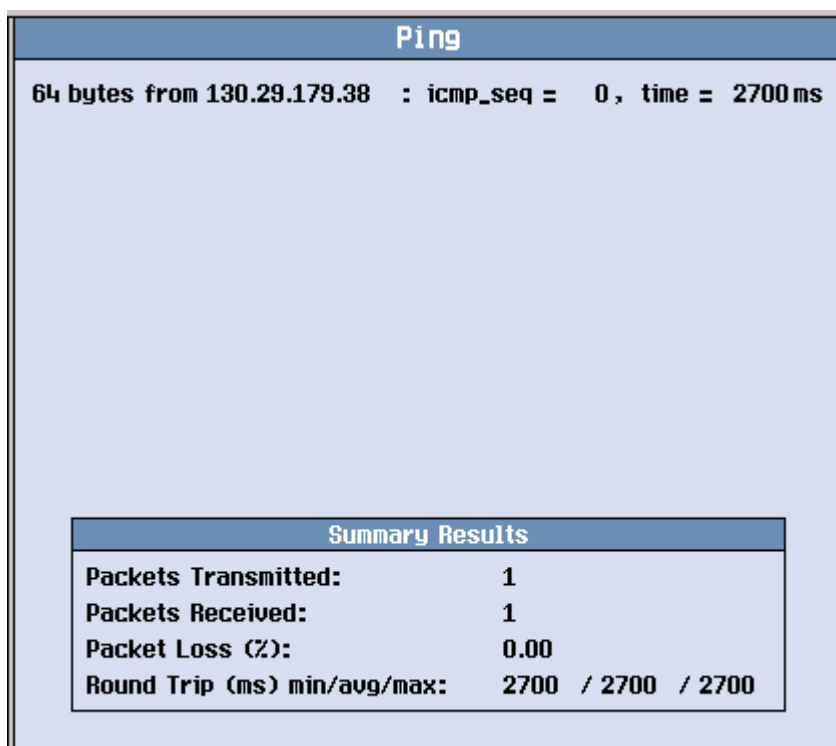 Ping
64 bytes from 130.29.179.38 : icmp_seq = 0, time = 2700 ms
Summary Results
Packets Transmitted: 1
Packets Received: 1
Packet Loss (%): 0.00
Round Trip (ms) min/avg/max: 2700 / 2700 / 2700